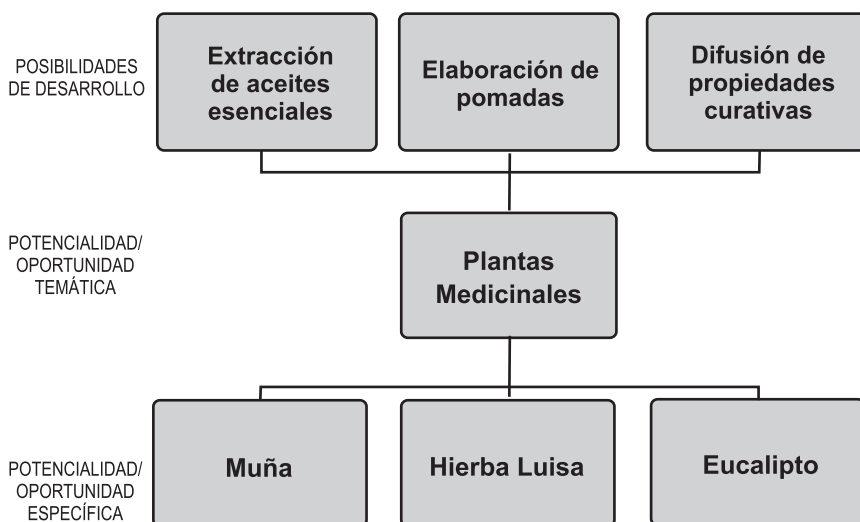 POSIBILIDADES
DE DESARROLLO
Extracción
de aceites
esenciales
Elaboración de
pomadas
Difusión de
propiedades
curativas
POTENCIALIDAD/
OPORTUNIDAD
TEMÁTICA
Plantas
Medicinales
POTENCIALIDAD/
OPORTUNIDAD
ESPECÍFICA
Muña
Hierba Luisa
Eucalipto